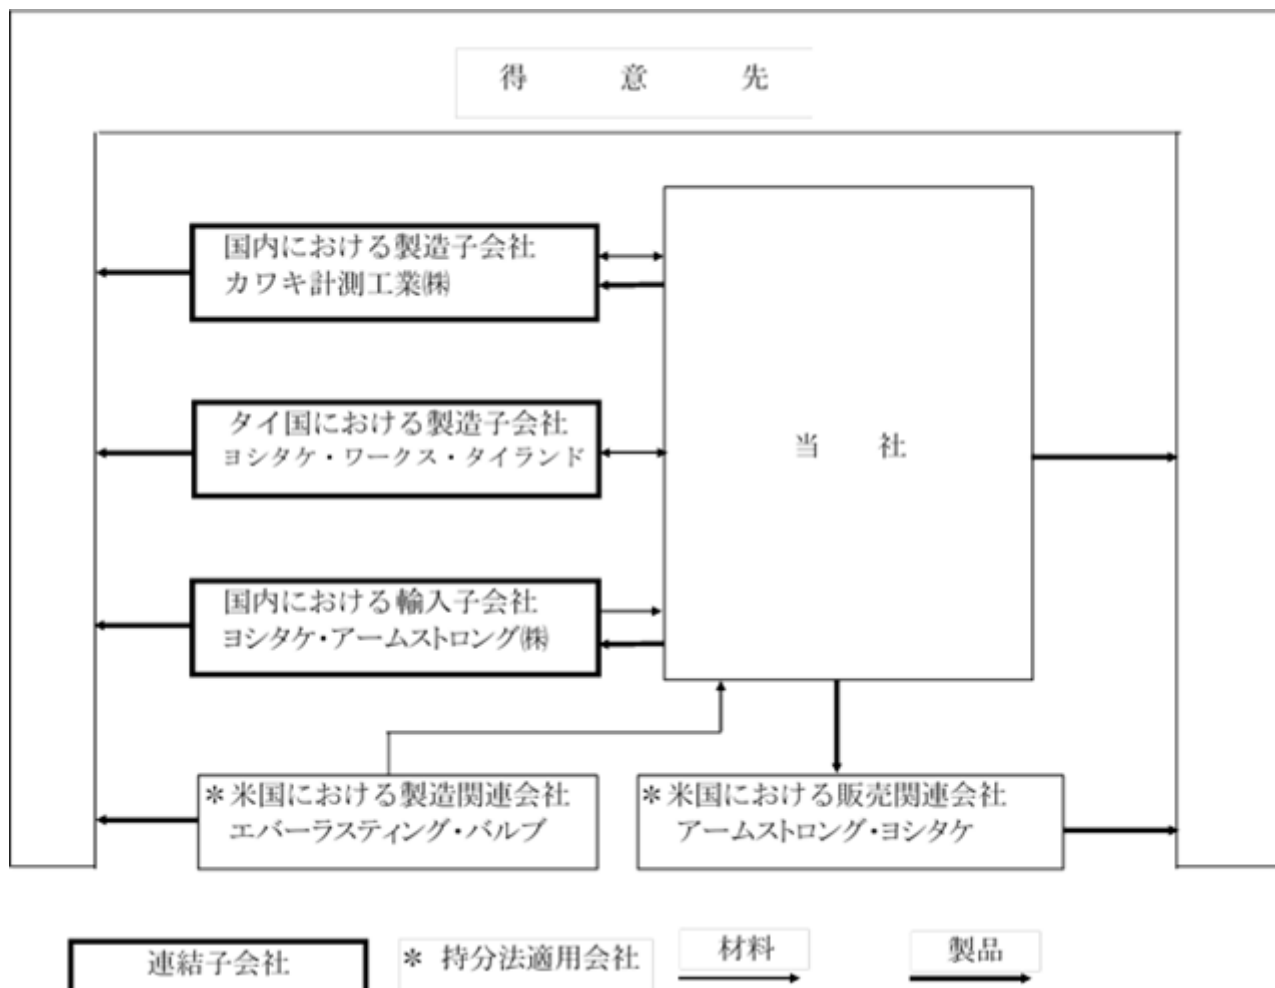 得 意 先
国内における製造子会社
カワキ計測工業㈱
タイ国における製造子会社
ヨシタケ・ワークス・タイランド
当 社
国内における輸入子会社
ヨシタケ・アームストロング㈱
＊米国における製造関連会社
エバーラスティング・バルブ
＊米国における販売関連会社
アームストロング・ヨシタケ
連結子会社
＊ 持分法適用会社
材料
製品